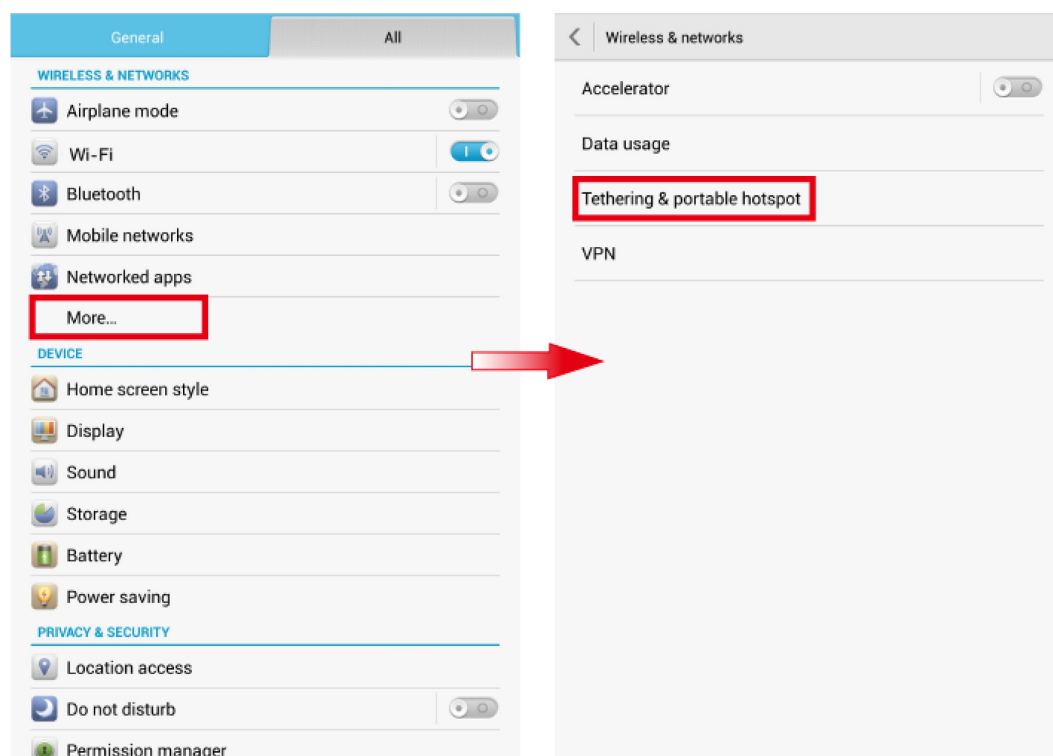 General
All
WIRELESS & NETWORKS
Airplane mode
Wi-Fi
Bluetooth
Mobile networks
Networked apps
More...
DEVICE
Home screen style
Display
Sound
Storage
Battery
Power saving
PRIVACY & SECURITY
Location access
Do not disturb
Permission manager
Wireless & networks
Accelerator
Data usage
Tethering & portable hotspot
VPN